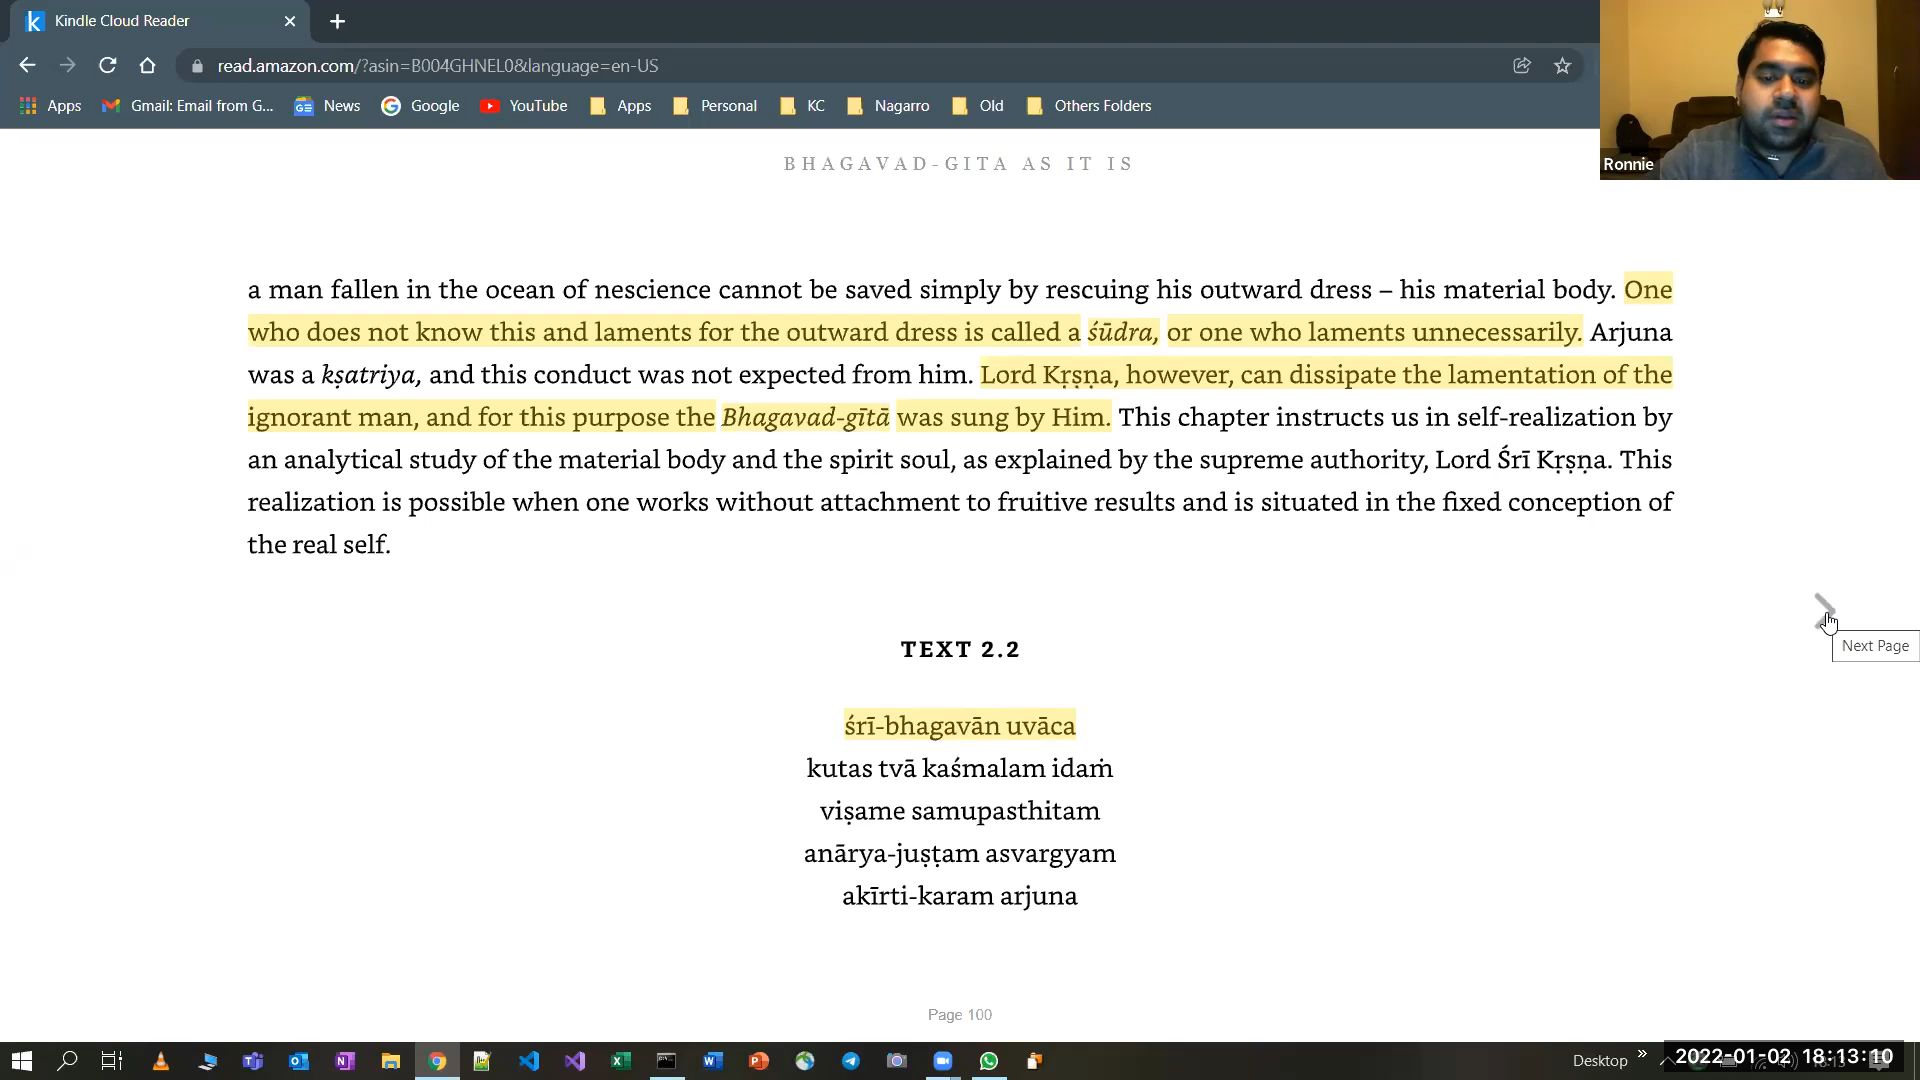 Kindle Cloud Reader
read.amazon.com/?asin=B004GHNEL0&language=en-US
Apps Gmail: Email from G... News Google YouTube Apps Personal KC Nagarro Old Others Folders
Ronnie
BHAGAVAD-GITA AS IT IS
a man fallen in the ocean of nescience cannot be saved simply by rescuing his outward dress – his material body. One
who does not know this and laments for the outward dress is called a śūdra, or one who laments unnecessarily. Arjuna
was a kṣatriya, and this conduct was not expected from him. Lord Kṛṣṇa, however, can dissipate the lamentation of the
ignorant man, and for this purpose the Bhagavad-gītā was sung by Him. This chapter instructs us in self-realization by
an analytical study of the material body and the spirit soul, as explained by the supreme authority, Lord Śrī Kṛṣṇa. This
realization is possible when one works without attachment to fruitive results and is situated in the fixed conception of
the real self.
Next Page
TEXT 2.2
śrī-bhagavān uvāca
kutas tvā kaśmalam idaṁ
viṣame samupasthitam
anārya-juṣṭam asvargyam
akīrti-karam arjuna
Page 100
Desktop 2022-01-02 18:13:10